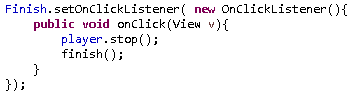 Finish.setOnClickListener( new OnClickListener(){
    public void onClick(View v){
        player.stop();
        finish();
    }
});